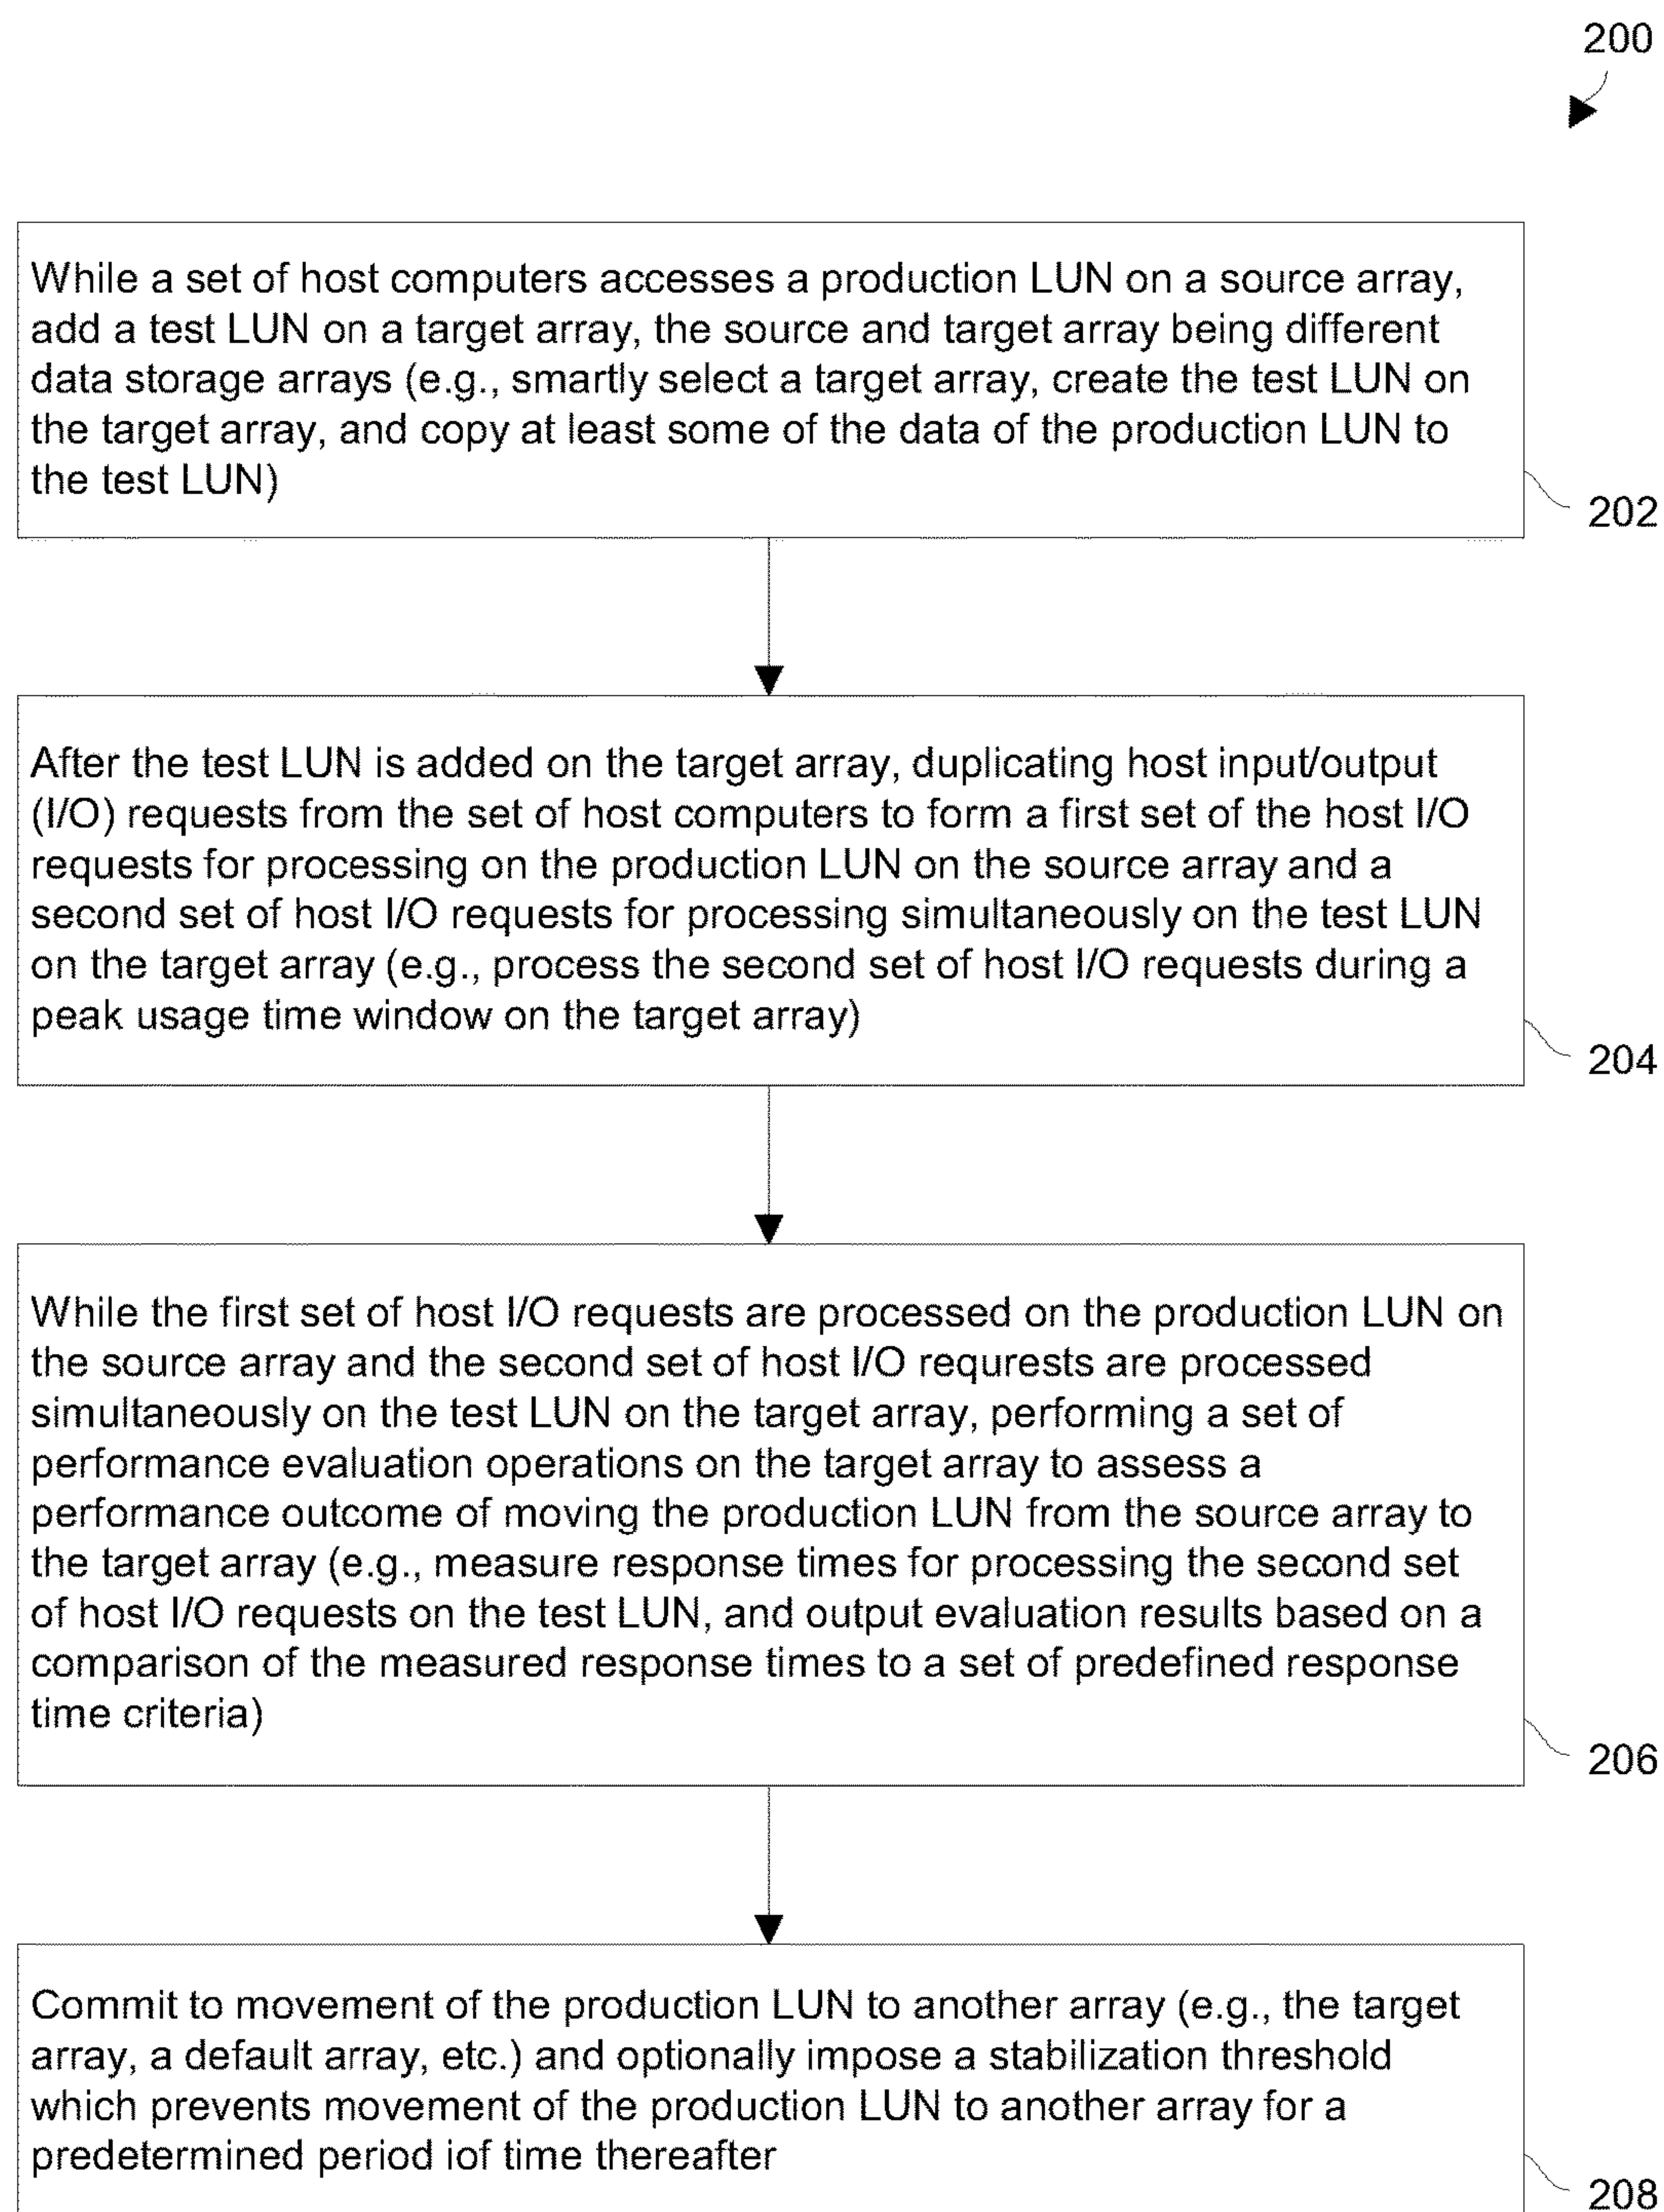 200
While a set of host computers accesses a production LUN on a source array,
add a test LUN on a target array, the source and target array being different
data storage arrays (e.g., smartly select a target array, create the test LUN on
the target array, and copy at least some of the data of the production LUN to
the test LUN)
202
After the test LUN is added on the target array, duplicating host input/output
(I/O) requests from the set of host computers to form a first set of the host I/O
requests for processing on the production LUN on the source array and a
second set of host I/O requests for processing simultaneously on the test LUN
on the target array (e.g., process the second set of host I/O requests during a
peak usage time window on the target array)
204
While the first set of host I/O requests are processed on the production LUN on
the source array and the second set of host I/O requrests are processed
simultaneously on the test LUN on the target array, performing a set of
performance evaluation operations on the target array to assess a
performance outcome of moving the production LUN from the source array to
the target array (e.g., measure response times for processing the second set
of host I/O requests on the test LUN, and output evaluation results based on a
comparison of the measured response times to a set of predefined response
time criteria)
206
Commit to movement of the production LUN to another array (e.g., the target
array, a default array, etc.) and optionally impose a stabilization threshold
which prevents movement of the production LUN to another array for a
predetermined period iof time thereafter
208